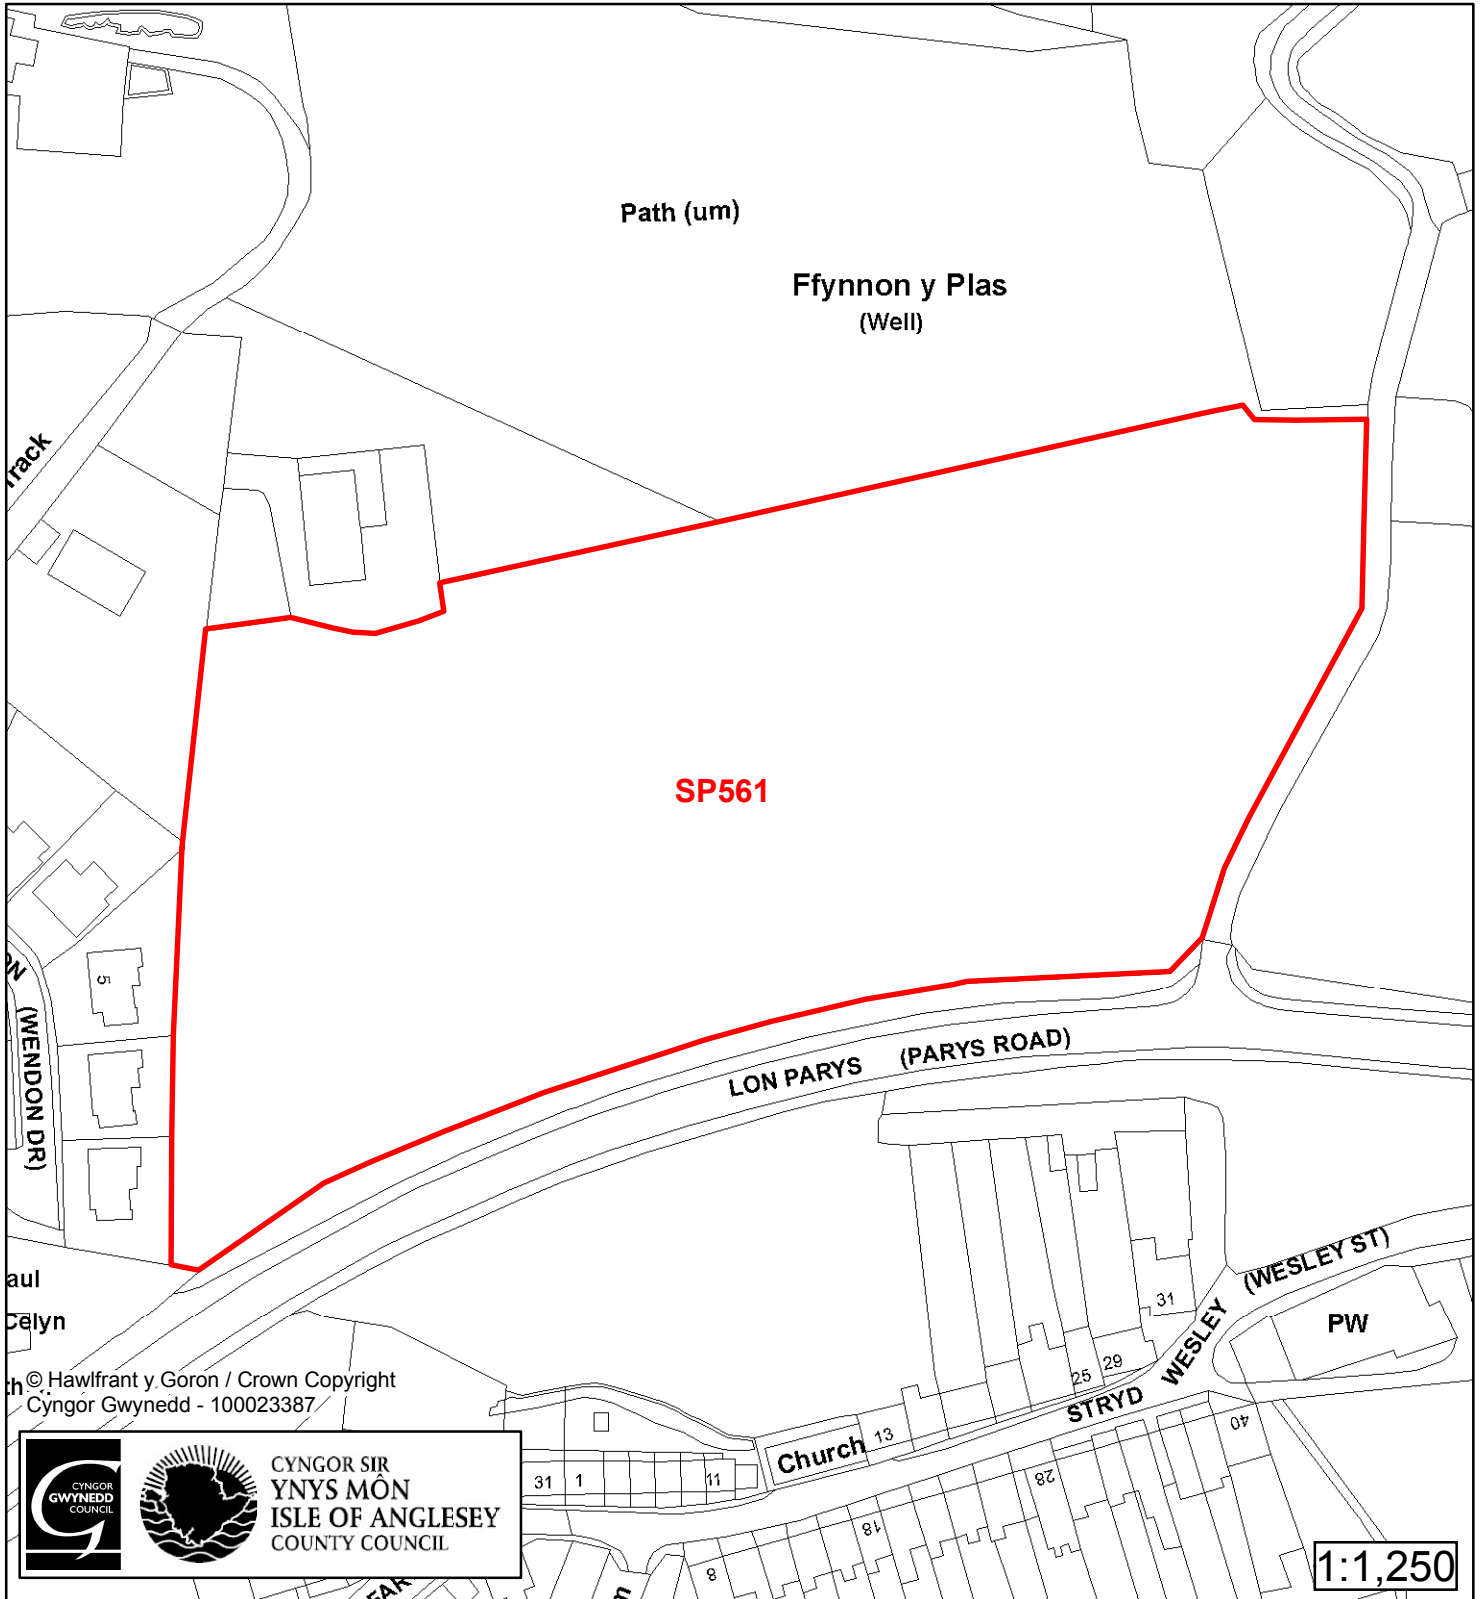 Path (um)
Ffynnon y Plas
(Well)
SP561
5
(WENDON DR)
LON PARYS (PARYS ROAD)
(WESLEY ST)
STRYD WESLEY
PW
31
29
25
13
Church
40
28
18
8
31 1 11
aul
Celyn
© Hawlfrant y Goron / Crown Copyright
Cyngor Gwynedd - 100023387
CYNGOR
GWYNEDD
COUNCIL
CYNGOR SIR
YNYS MÔN
ISLE OF ANGLESEY
COUNTY COUNCIL
1:1,250